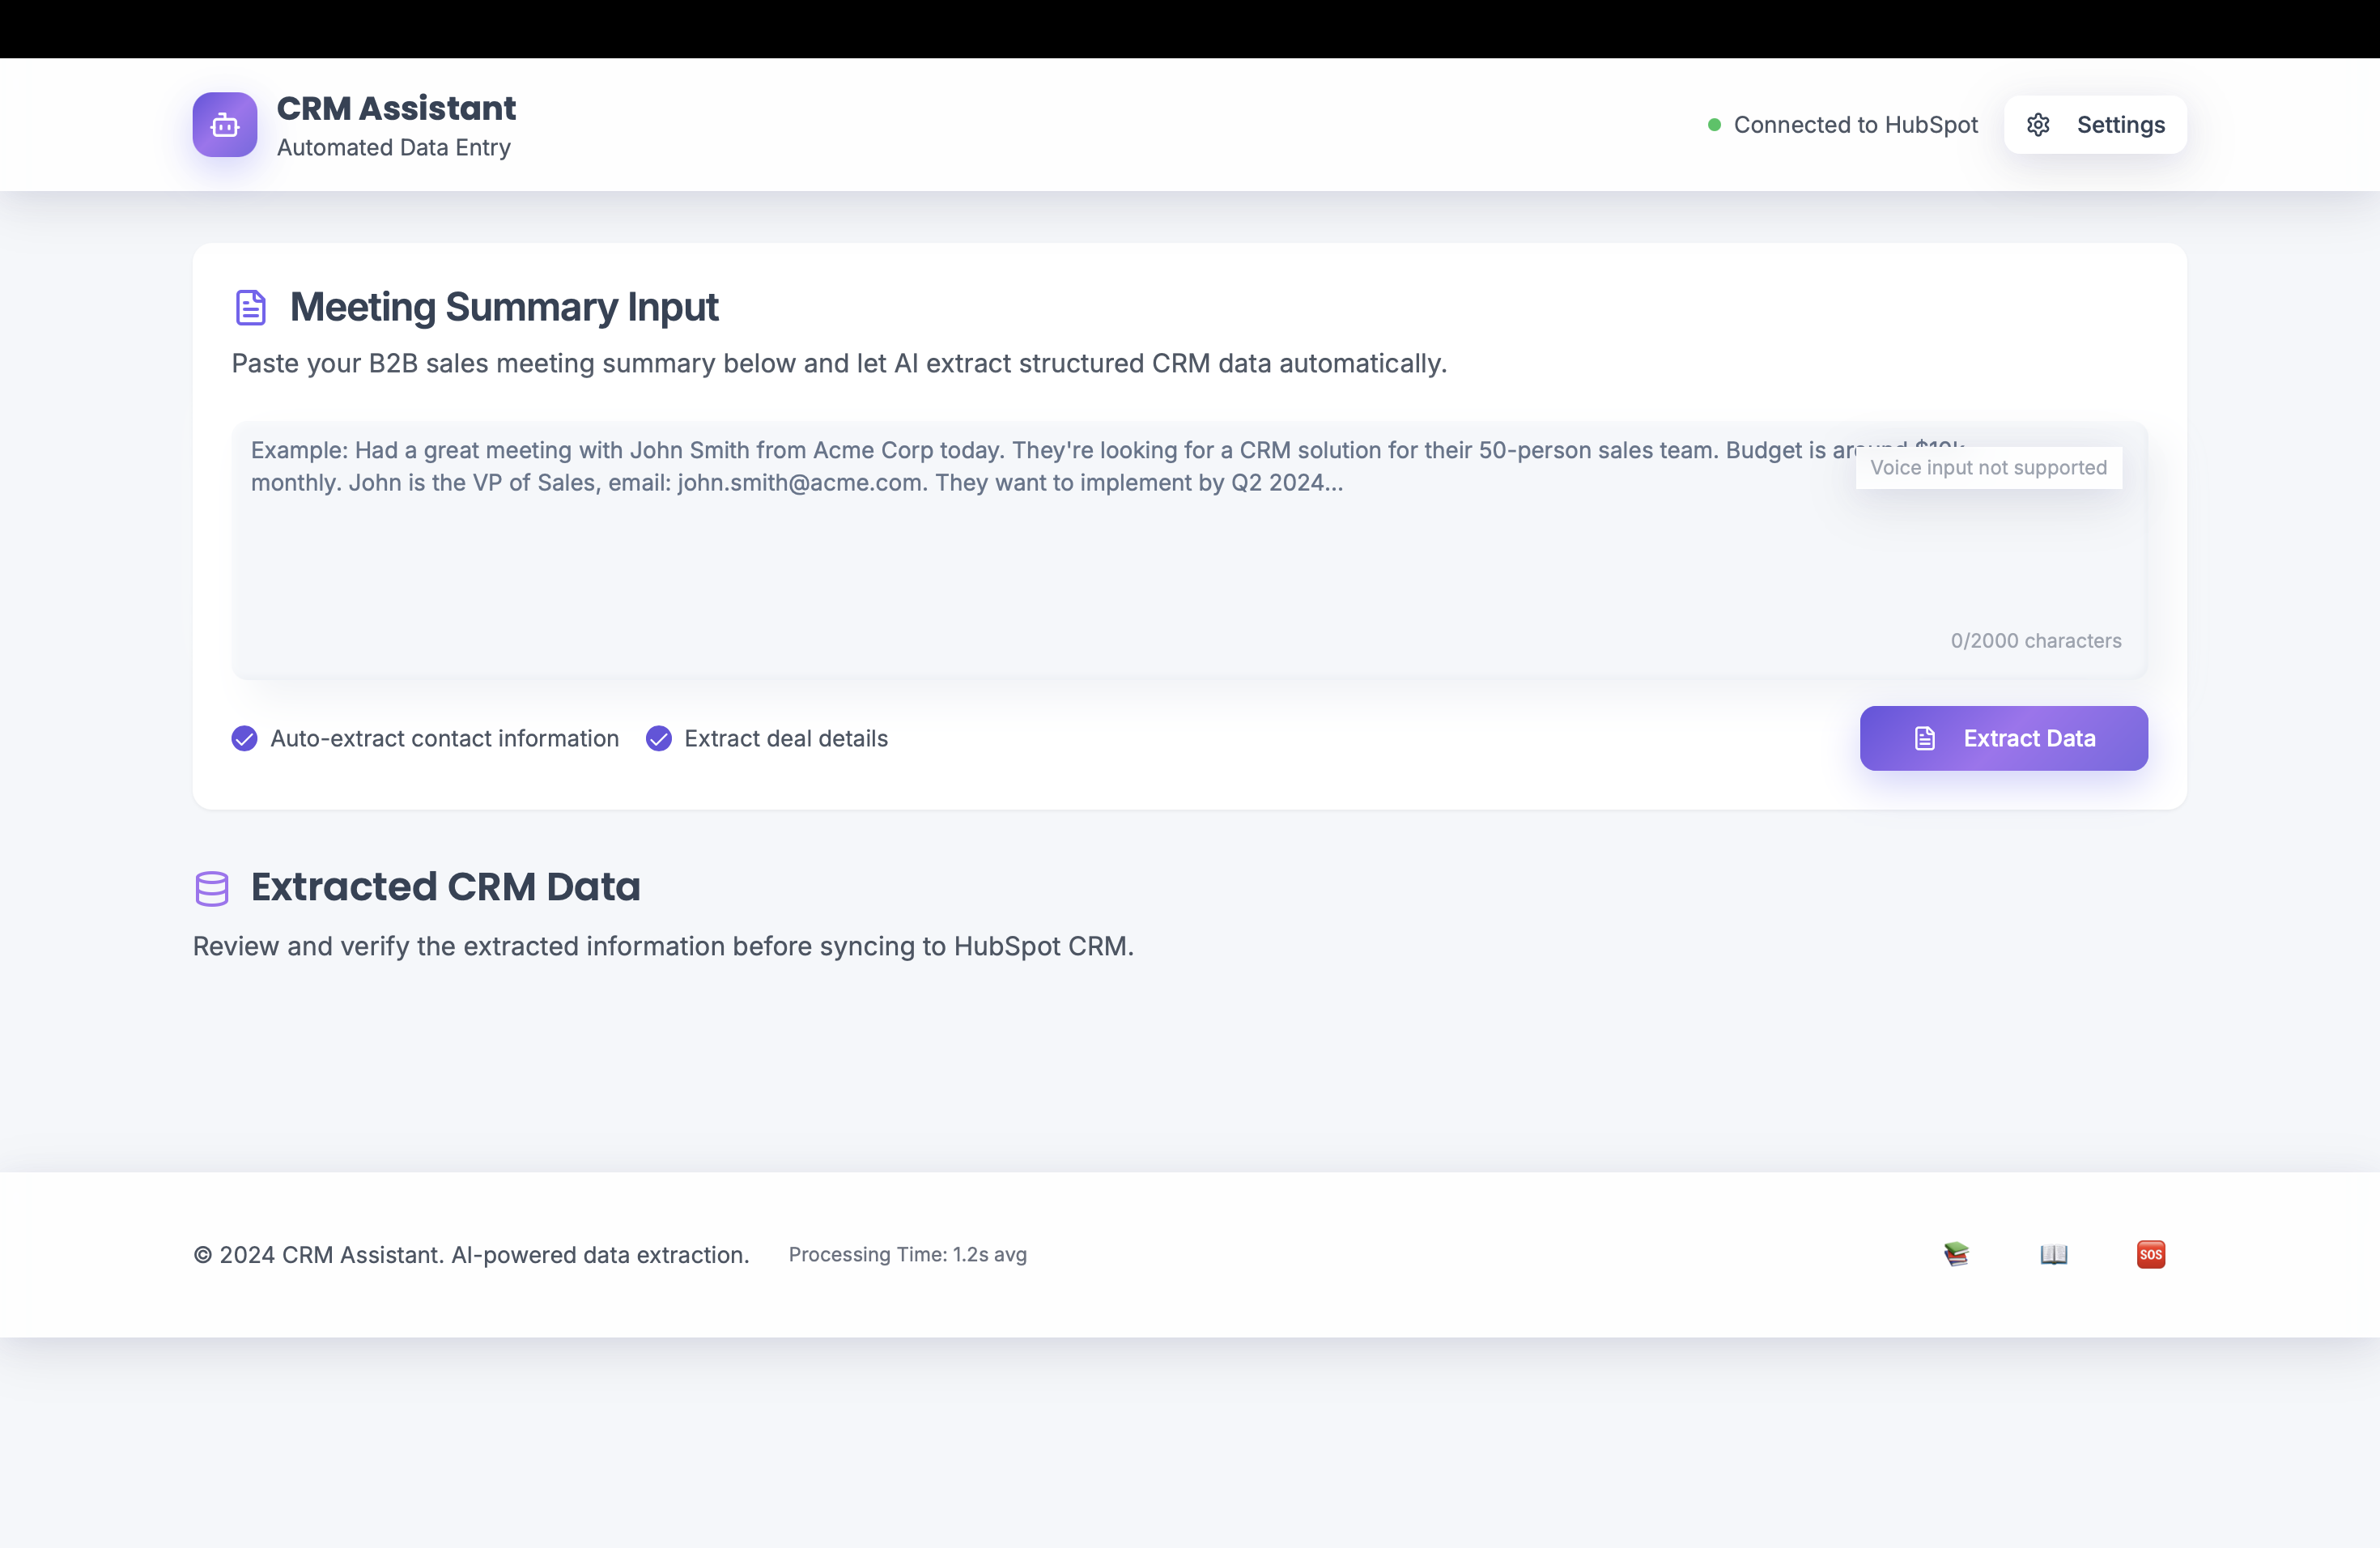 CRM Assistant
Automated Data Entry
Connected to HubSpot
Settings
Meeting Summary Input
Paste your B2B sales meeting summary below and let AI extract structured CRM data automatically.
Example: Had a great meeting with John Smith from Acme Corp today. They're looking for a CRM solution for their 50-person sales team. Budget is around $10k
Voice input not supported
monthly. John is the VP of Sales, email: john.smith@acme.com. They want to implement by Q2 2024...
0/2000 characters
Auto-extract contact information
Extract deal details
Extract Data
Extracted CRM Data
Review and verify the extracted information before syncing to HubSpot CRM.
© 2024 CRM Assistant. AI-powered data extraction.
Processing Time: 1.2s avg
SOS